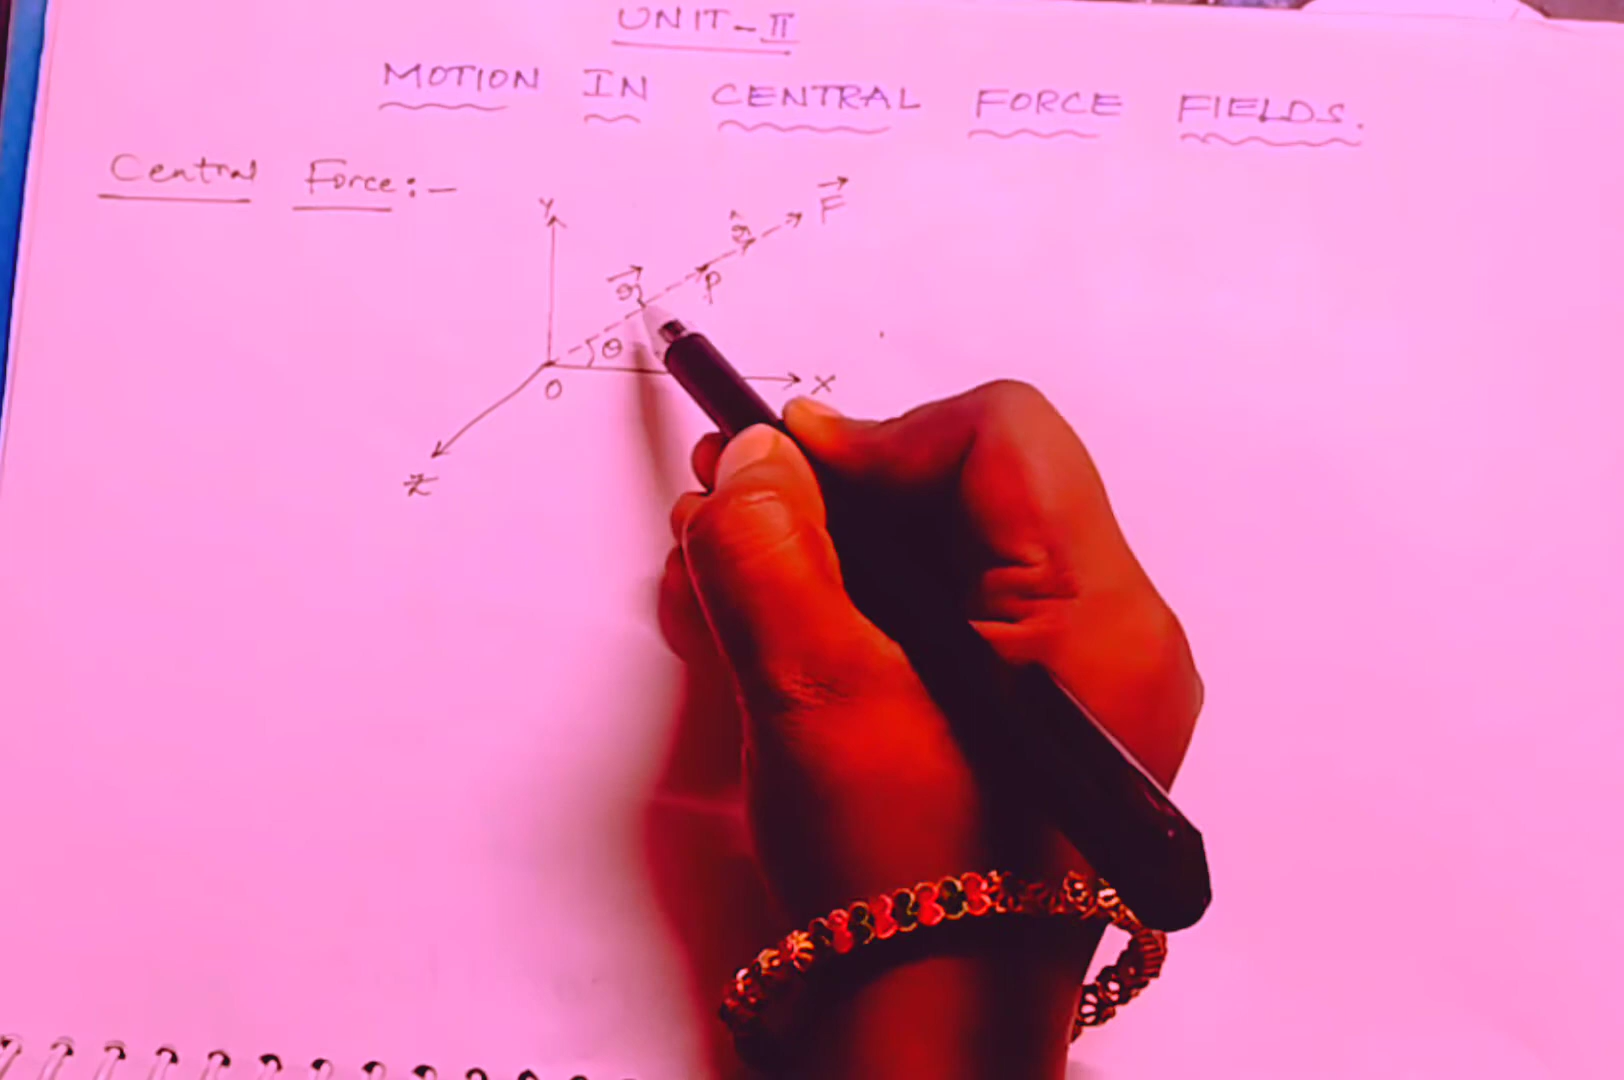 UNIT-II
MOTION IN CENTRAL FORCE FIELDS.
Central Force:-
Y
F
r̂
r
P
θ
O
X
Z